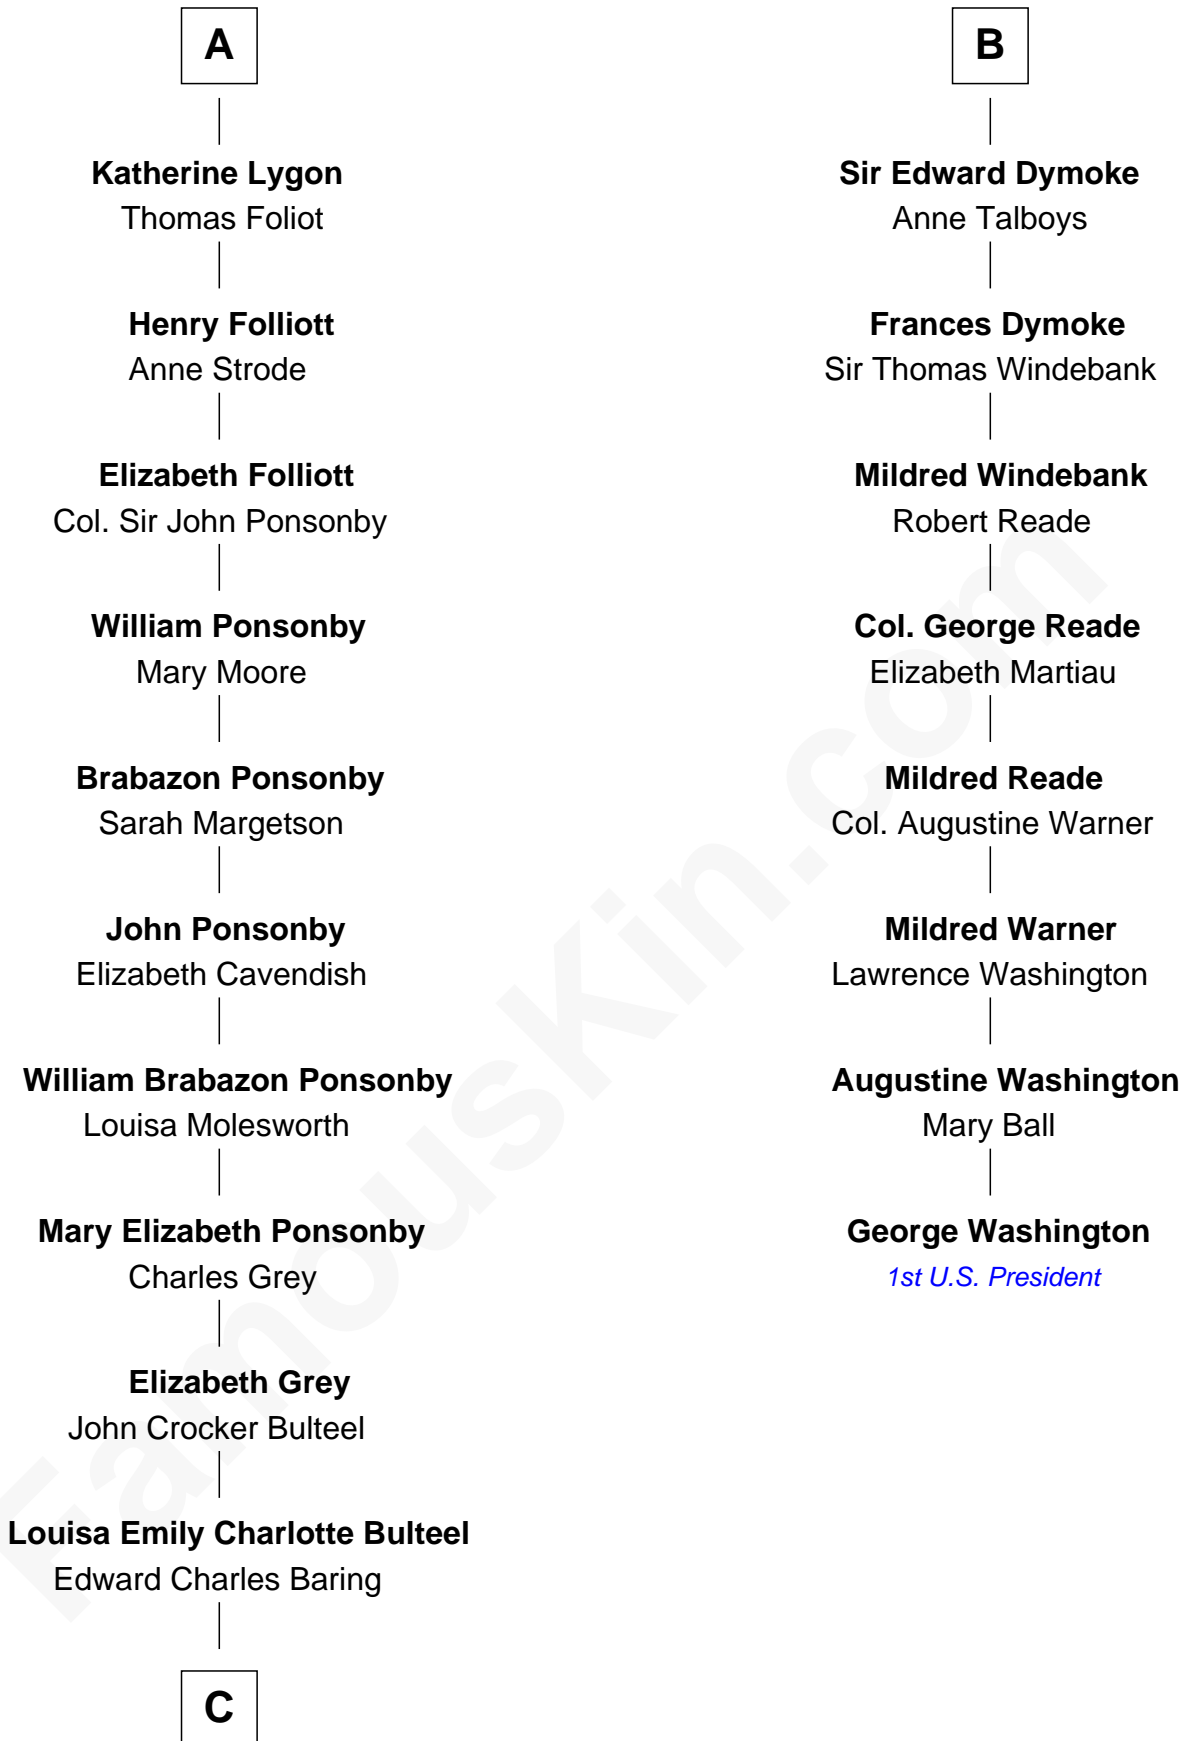 A
Katherine Lygon
Thomas Foliot
Henry Folliott
Anne Strode
Elizabeth Folliott
Col. Sir John Ponsonby
William Ponsonby
Mary Moore
Brabazon Ponsonby
Sarah Margetson
John Ponsonby
Elizabeth Cavendish
William Brabazon Ponsonby
Louisa Molesworth
Mary Elizabeth Ponsonby
Charles Grey
Elizabeth Grey
John Crocker Bulteel
Louisa Emily Charlotte Bulteel
Edward Charles Baring
C
B
Sir Edward Dymoke
Anne Talboys
Frances Dymoke
Sir Thomas Windebank
Mildred Windebank
Robert Reade
Col. George Reade
Elizabeth Martiau
Mildred Reade
Col. Augustine Warner
Mildred Warner
Lawrence Washington
Augustine Washington
Mary Ball
George Washington
1st U.S. President
FamousKin.com